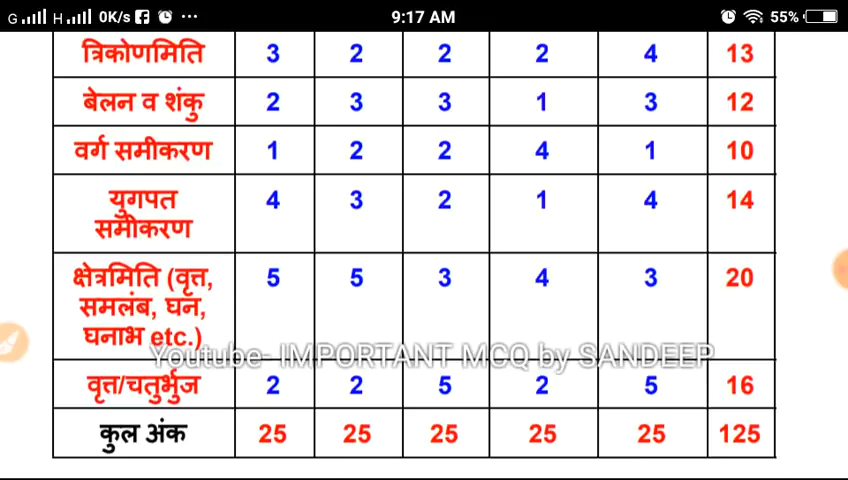 G H 0K/s 9:17 AM 55%
त्रिकोणमिति 3 2 2 2 4 13
बेलन व शंकु 2 3 3 1 3 12
वर्ग समीकरण 1 2 2 4 1 10
युगपत 4 3 2 1 4 14
समीकरण
क्षेत्रमिति (वृत्त, 5 5 3 4 3 20
समलंब, घन,
घनाभ etc.)
Youtube- IMPORTANT MCQ by SANDEEP
वृत्त/चतुर्भुज 2 2 5 2 5 16
कुल अंक 25 25 25 25 25 125